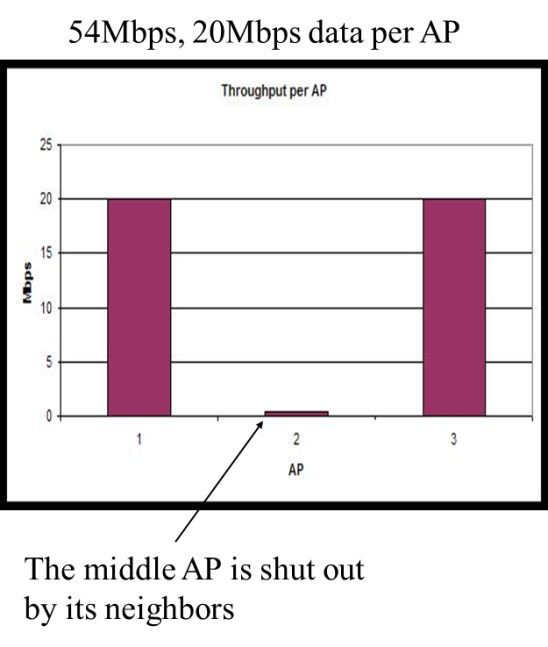 54Mbps, 20Mbps data per AP
Throughput per AP
25
20
15
10
5
0
Mbps
1 2 3
AP
The middle AP is shut out
by its neighbors